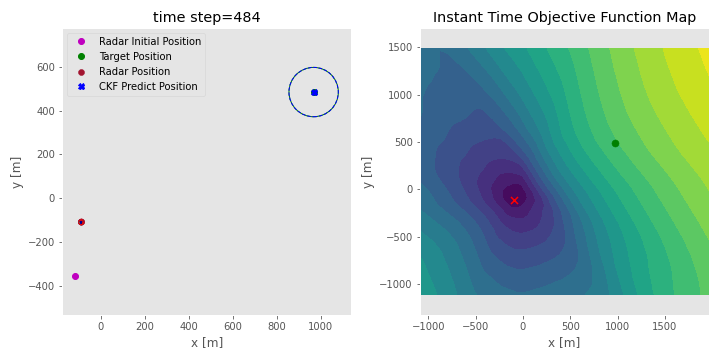 time step=484
Radar Initial Position
Target Position
Radar Position
CKF Predict Position
600
400
200
0
−200
−400
y [m]
0
200
400
600
800
1000
x [m]
Instant Time Objective Function Map
1500
1000
500
0
−500
−1000
y [m]
−1000
−500
0
500
1000
1500
x [m]